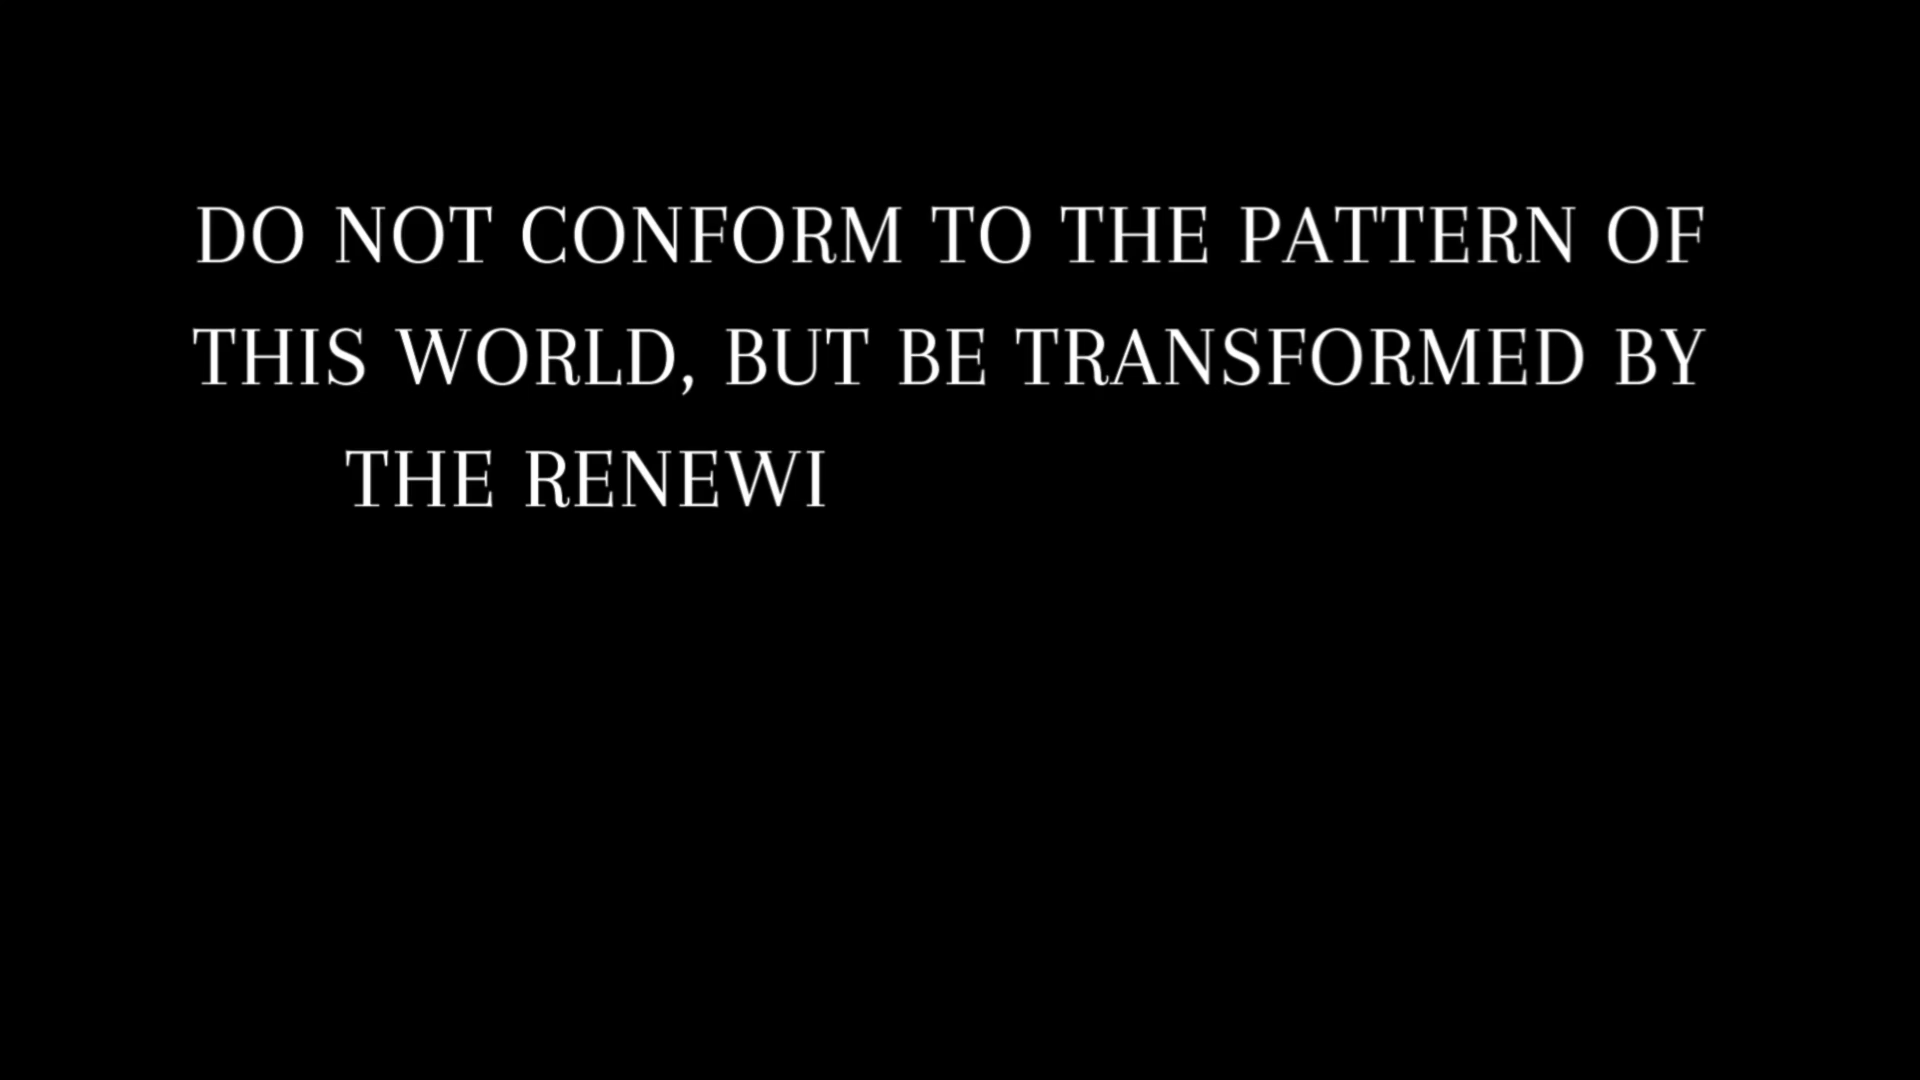 DO NOT CONFORM TO THE PATTERN OF
THIS WORLD, BUT BE TRANSFORMED BY
THE RENEWI